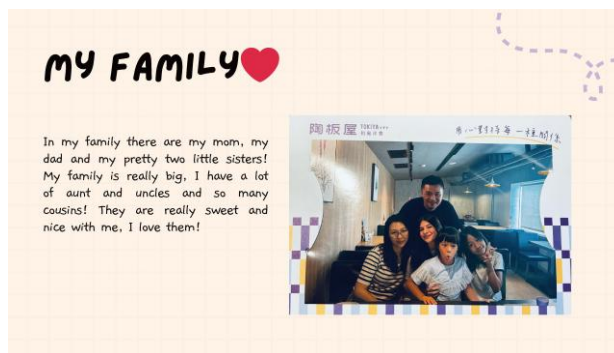 MY FAMILY
In my family there are my mom, my
dad and my pretty two little sisters!
My family is really big, I have a lot
of aunt and uncles and so many
cousins! They are really sweet and
nice with me, I love them!
陶板屋